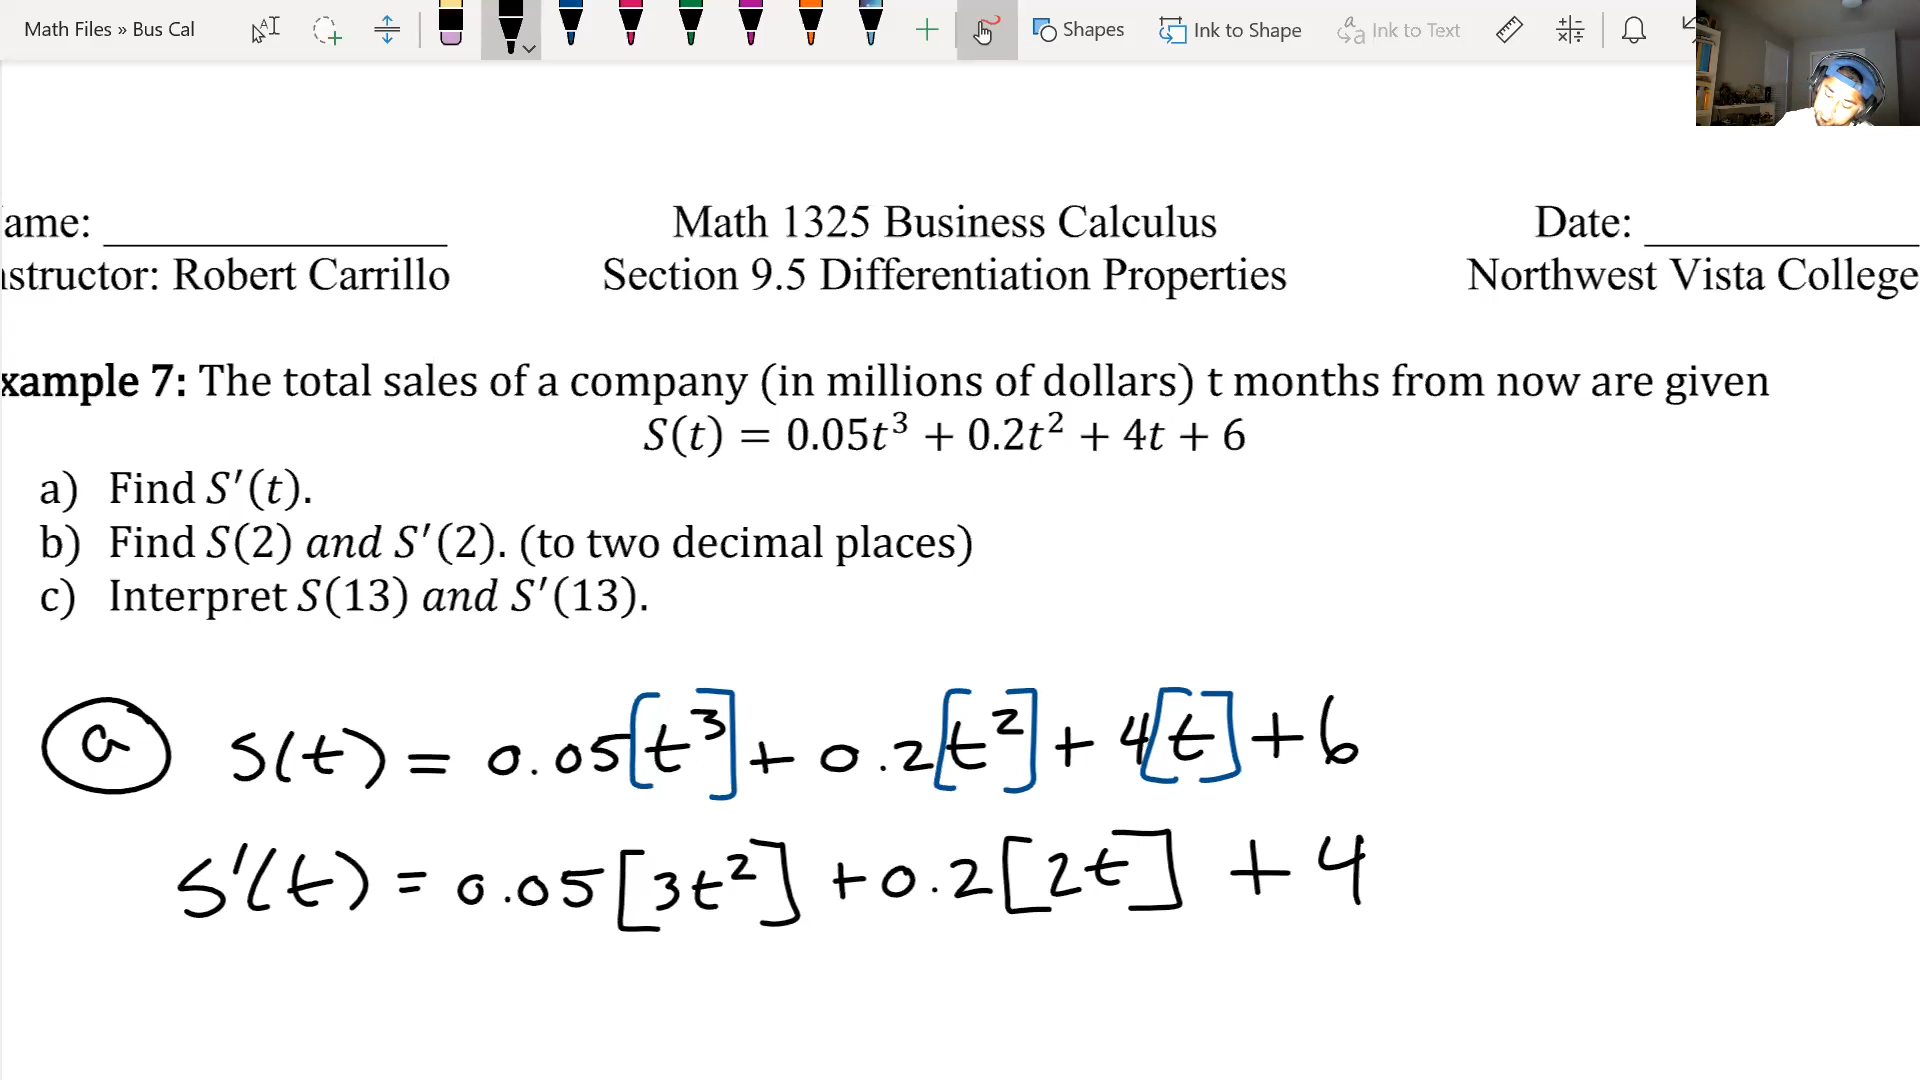 Math Files » Bus Cal
Shapes
Ink to Shape
Ink to Text
ame: _______________ Math 1325 Business Calculus Date: ____________
nstructor: Robert Carrillo Section 9.5 Differentiation Properties Northwest Vista College
xample 7: The total sales of a company (in millions of dollars) t months from now are given
S(t) = 0.05t³ + 0.2t² + 4t + 6
a) Find S′(t).
b) Find S(2) and S′(2). (to two decimal places)
c) Interpret S(13) and S′(13).
a S(t) = 0.05[t³] + 0.2[t²] + 4[t] + 6
S′(t) = 0.05[3t²] + 0.2[2t] + 4